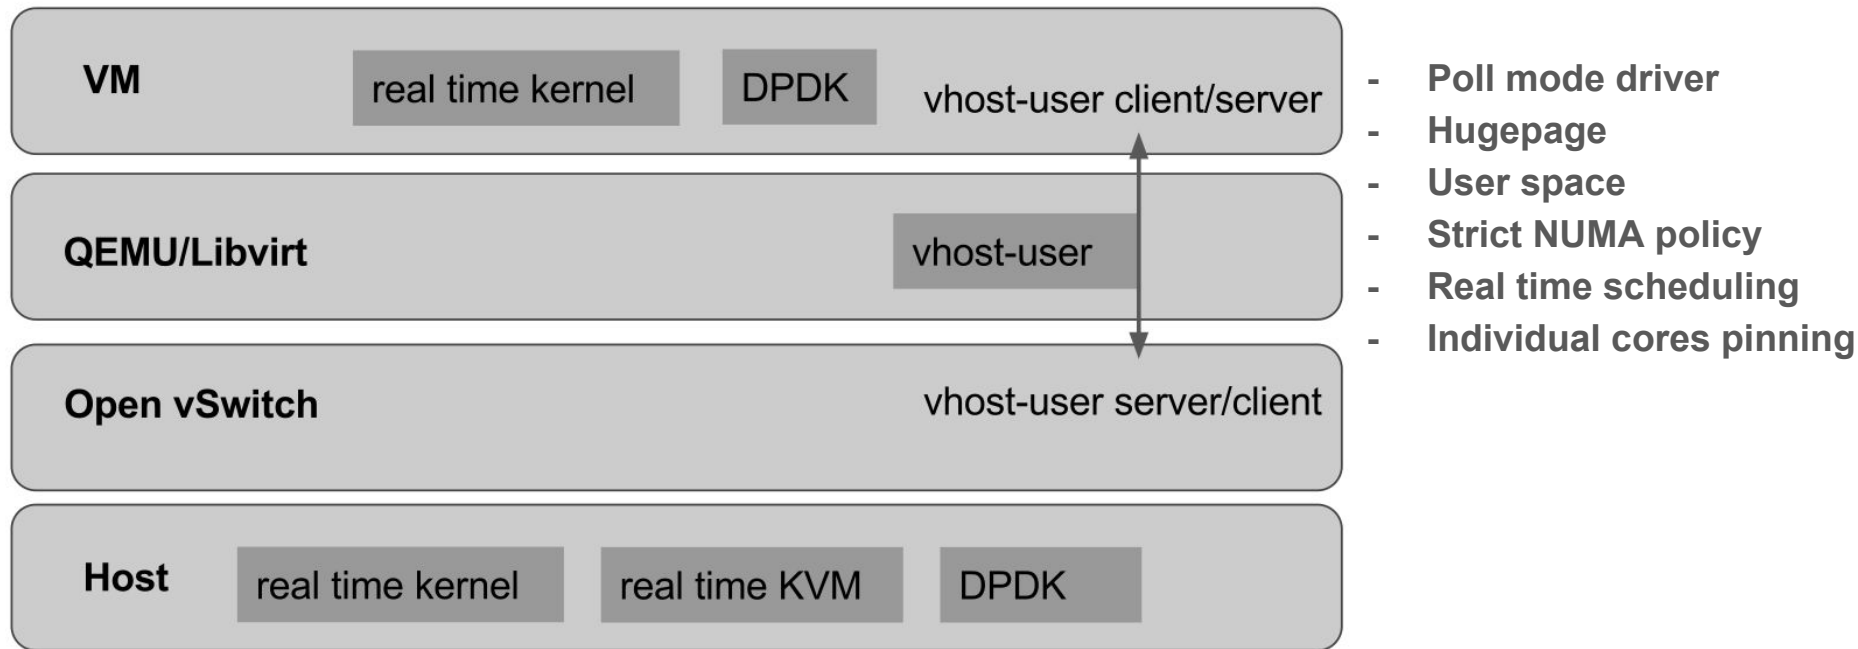 VM
real time kernel
DPDK
vhost-user client/server
QEMU/Libvirt
vhost-user
Open vSwitch
vhost-user server/client
Host
real time kernel
real time KVM
DPDK
- Poll mode driver
- Hugepage
- User space
- Strict NUMA policy
- Real time scheduling
- Individual cores pinning